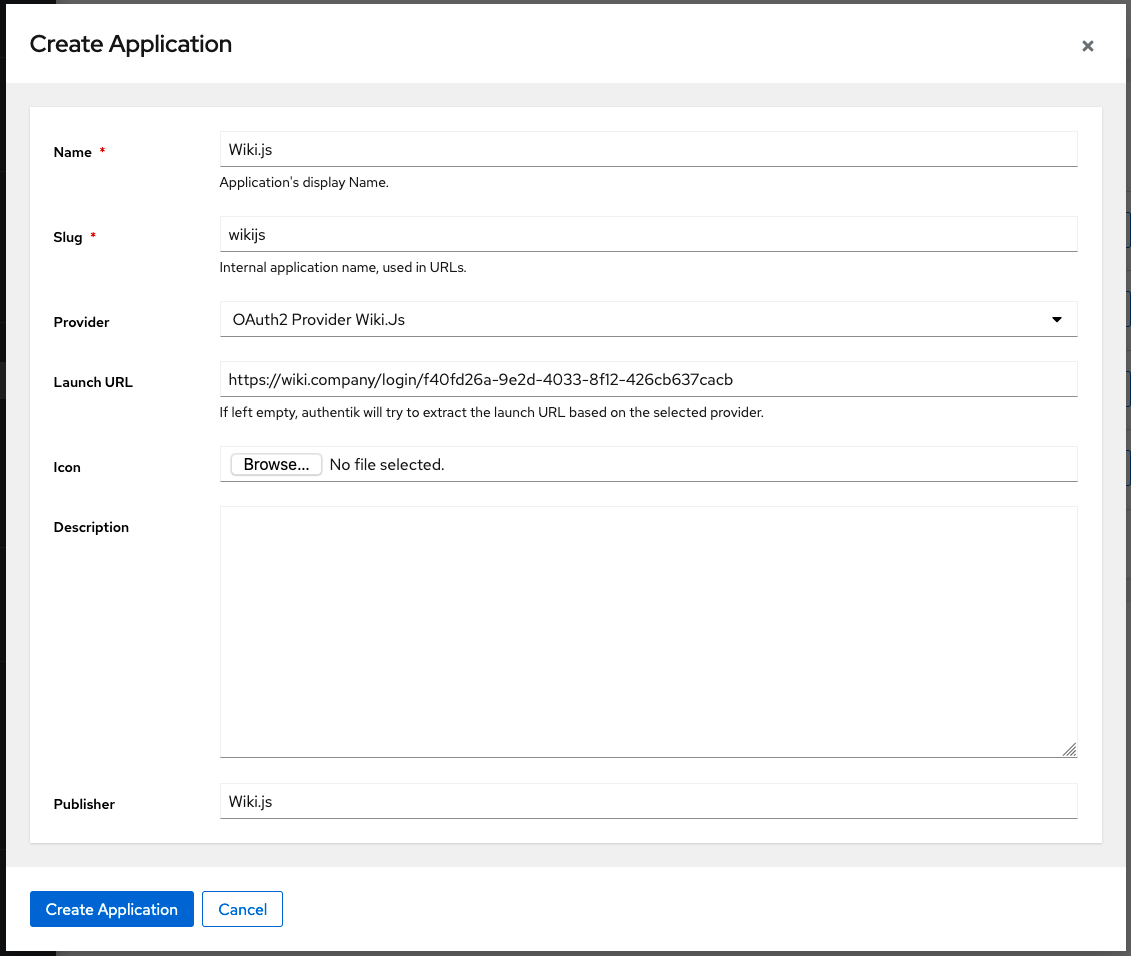 Create Application
×
Name *
Wiki.js
Application's display Name.
Slug *
wikijs
Internal application name, used in URLs.
Provider
OAuth2 Provider Wiki.Js
Launch URL
https://wiki.company/login/f40fd26a-9e2d-4033-8f12-426cb637cacb
If left empty, authentik will try to extract the launch URL based on the selected provider.
Icon
Browse... No file selected.
Description
Publisher
Wiki.js
Create Application
Cancel